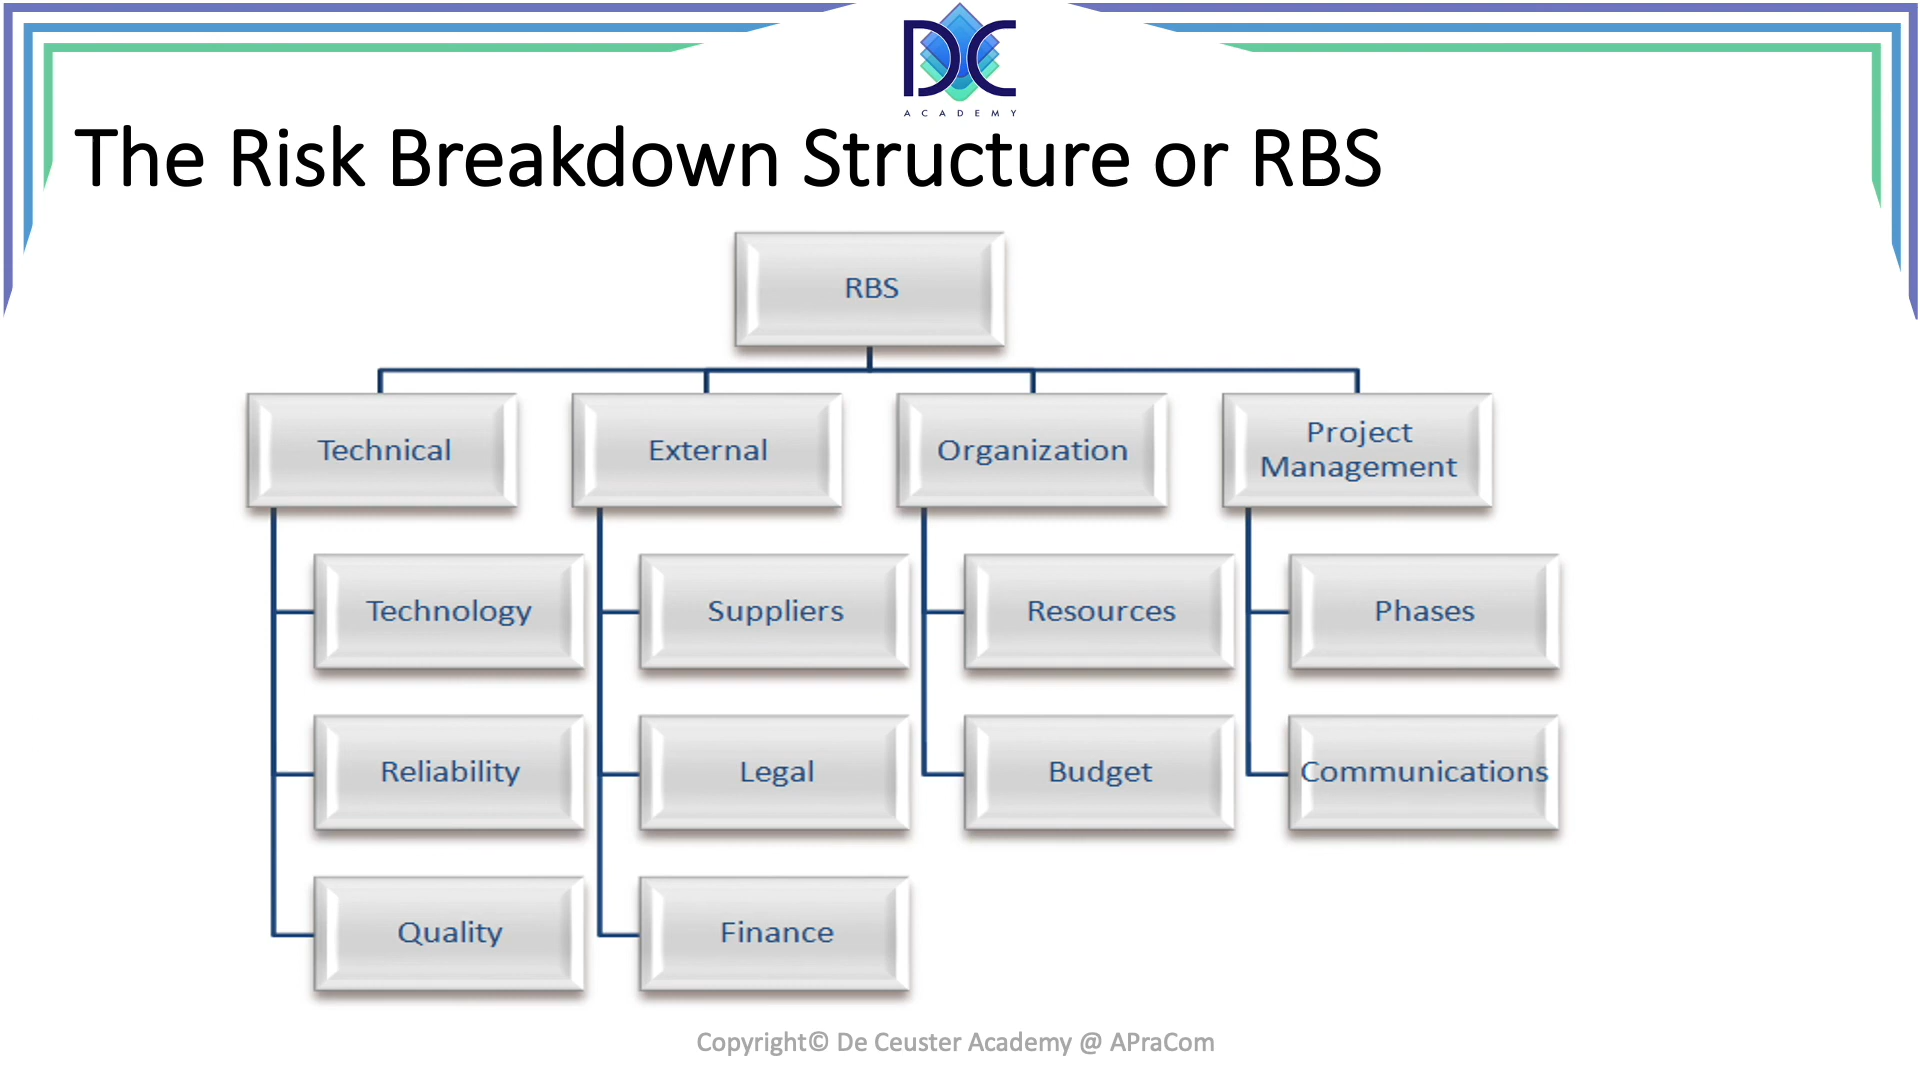 DC
ACADEMY
The Risk Breakdown Structure or RBS
RBS
Technical
External
Organization
Project
Management
Technology
Suppliers
Resources
Phases
Reliability
Legal
Budget
Communications
Quality
Finance
Copyright© De Ceuster Academy @ APraCom